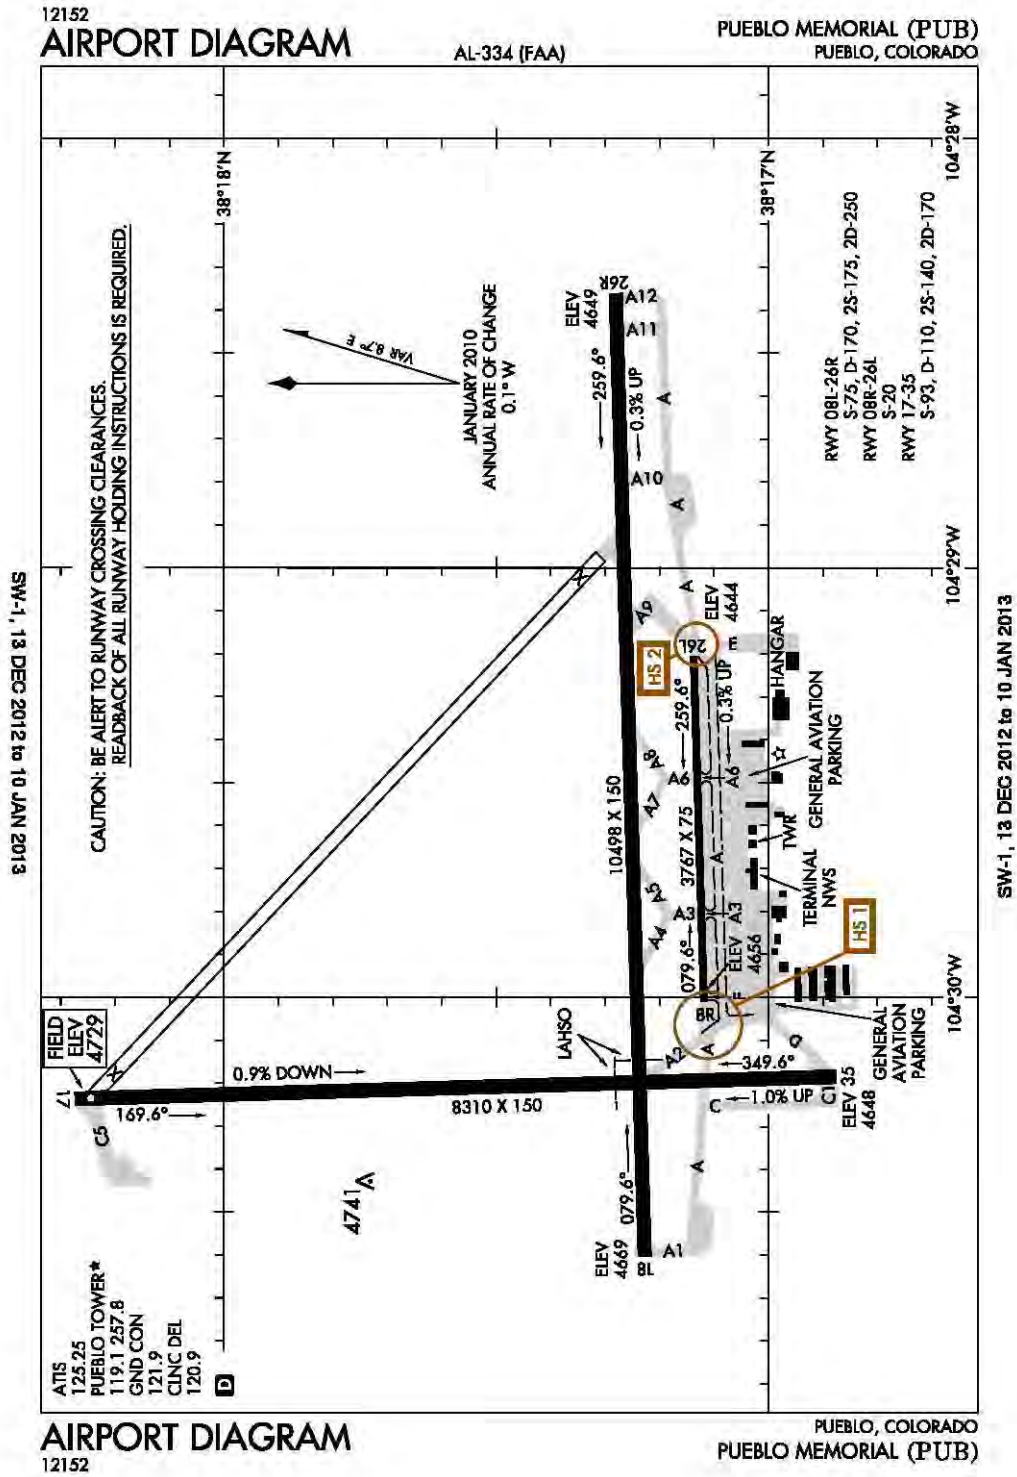 12152
AIRPORT DIAGRAM
AL-334 (FAA)
PUEBLO MEMORIAL (PUB)
PUEBLO, COLORADO
CAUTION: BE ALERT TO RUNWAY CROSSING CLEARANCES.
READBACK OF ALL RUNWAY HOLDING INSTRUCTIONS IS REQUIRED.
38°18'N
38°17'N
104°28'W
104°29'W
104°30'W
JANUARY 2010
ANNUAL RATE OF CHANGE
0.1° W
VAR 8.7° E
RWY 08L-26R
S-75, D-170, 2S-175, 2D-250
RWY 08R-26L
S-20
RWY 17-35
S-93, D-110, 2S-140, 2D-170
ELEV
4649
26R
A12
A11
259.6°
0.3% UP
A
A10
A
A
A9
ELEV
4644
26L
E
HS 2
HANGAR
259.6°
0.3% UP
A8
A7
A6
A6
GENERAL AVIATION
PARKING
10498 X 150
3767 X 75
A
TWR
TERMINAL
NWS
A5
A4
A3
A3
079.6°
ELEV
4656
HS 1
8R
F
A
A2
D
GENERAL
AVIATION
PARKING
LAHSO
FIELD
ELEV
4729
17
X
X
0.9% DOWN
169.6°
8310 X 150
349.6°
1.0% UP
C
C1
35
ELEV
4648
C5
4741
079.6°
A
A1
ELEV
4669
8L
ATIS
125.25
PUEBLO TOWER★
119.1 257.8
GND CON
121.9
CLNC DEL
120.9
D
SW-1, 13 DEC 2012 to 10 JAN 2013
SW-1, 13 DEC 2012 to 10 JAN 2013
AIRPORT DIAGRAM
12152
PUEBLO, COLORADO
PUEBLO MEMORIAL (PUB)